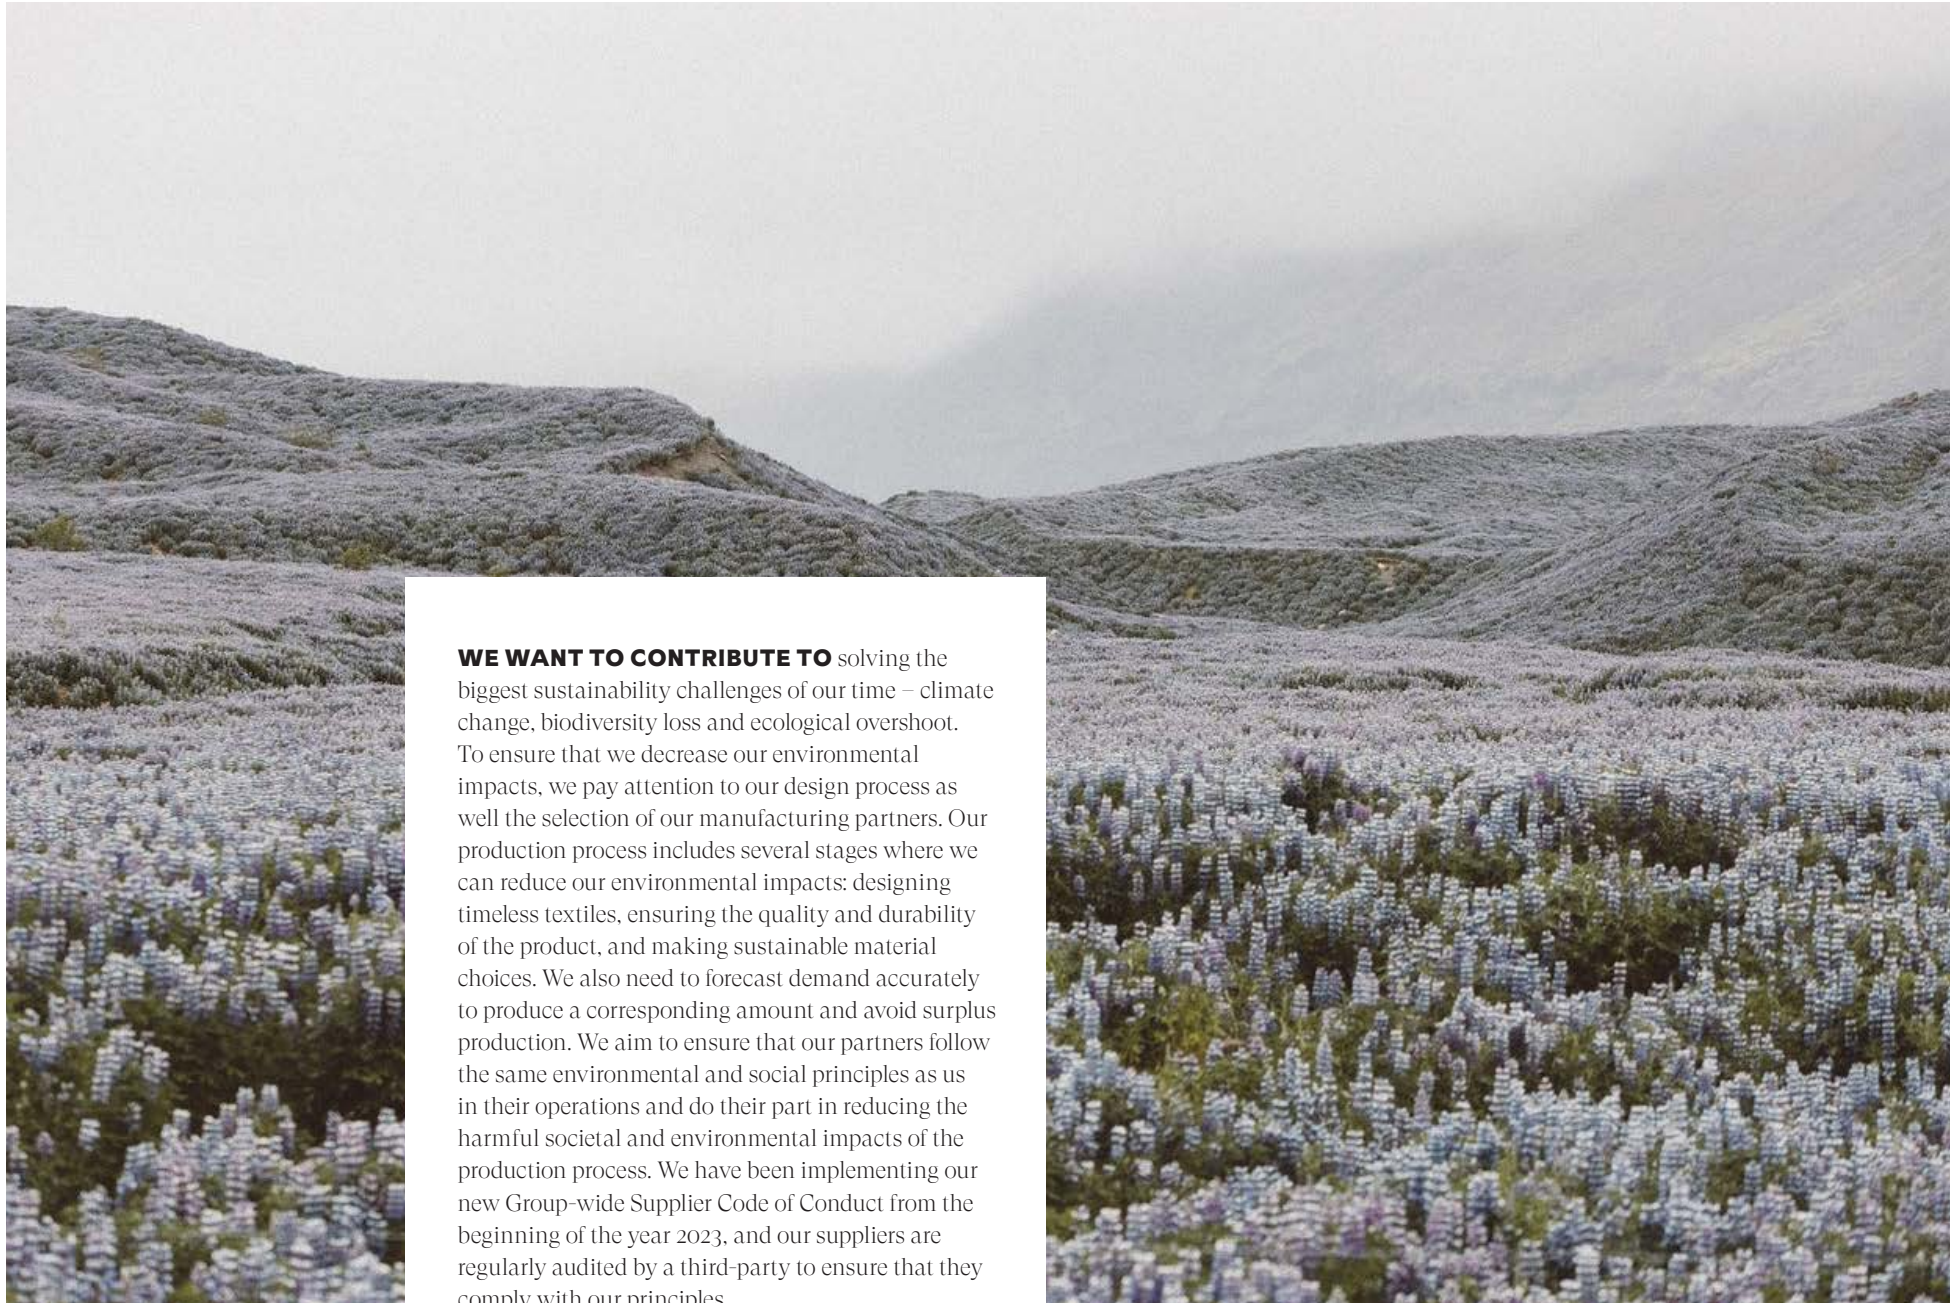 WE WANT TO CONTRIBUTE TO solving the
biggest sustainability challenges of our time – climate
change, biodiversity loss and ecological overshoot.
To ensure that we decrease our environmental
impacts, we pay attention to our design process as
well the selection of our manufacturing partners. Our
production process includes several stages where we
can reduce our environmental impacts: designing
timeless textiles, ensuring the quality and durability
of the product, and making sustainable material
choices. We also need to forecast demand accurately
to produce a corresponding amount and avoid surplus
production. We aim to ensure that our partners follow
the same environmental and social principles as us
in their operations and do their part in reducing the
harmful societal and environmental impacts of the
production process. We have been implementing our
new Group-wide Supplier Code of Conduct from the
beginning of the year 2023, and our suppliers are
regularly audited by a third-party to ensure that they
comply with our principles.